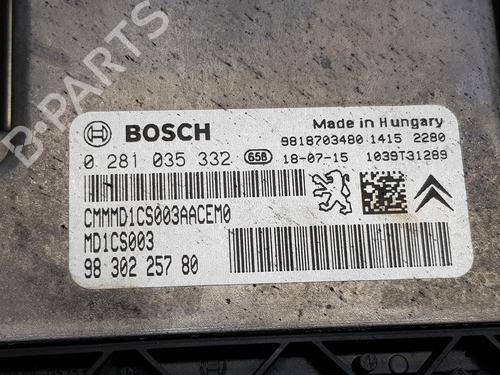 B-PARTS
BOSCH
Made in Hungary
9818703480 1415 2280
0 281 035 332 65B 18-07-15 1039T31289
CMMMD1CS003AACEM0
MD1CS003
98 302 257 80